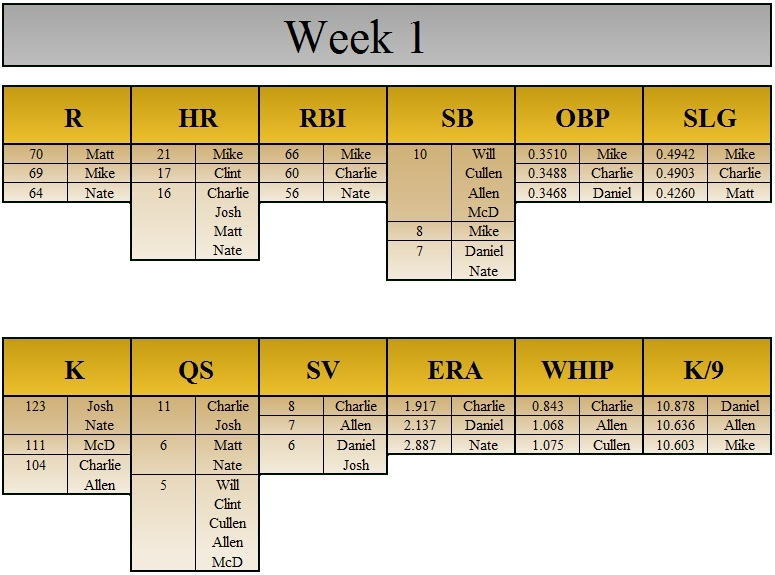 Week 1
R HR RBI SB OBP SLG
70 Matt 21 Mike 66 Mike 10 Will 0.3510 Mike 0.4942 Mike
69 Mike 17 Clint 60 Charlie Cullen 0.3488 Charlie 0.4903 Charlie
64 Nate 16 Charlie 56 Nate Allen 0.3468 Daniel 0.4260 Matt
Josh McD
Matt 8 Mike
Nate 7 Daniel
Nate
K QS SV ERA WHIP K/9
123 Josh 11 Charlie 8 Charlie 1.917 Charlie 0.843 Charlie 10.878 Daniel
Nate Josh 7 Allen 2.137 Daniel 1.068 Allen 10.636 Allen
111 McD 6 Matt 6 Daniel 2.887 Nate 1.075 Cullen 10.603 Mike
104 Charlie Nate Josh
Allen 5 Will
Clint
Cullen
Allen
McD